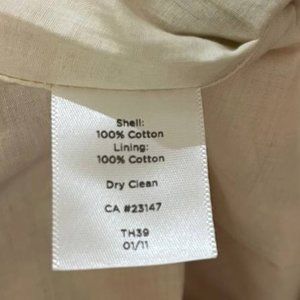 Shell:
100% Cotton
Lining:
100% Cotton
Dry Clean
CA #23147
TH39
01/11